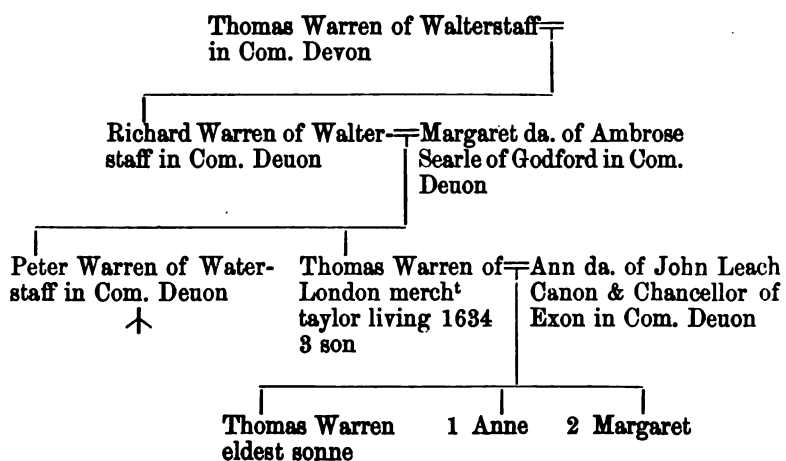 Thomas Warren of Walterstaff
in Com. Devon
Richard Warren of Walter-
staff in Com. Deuon
Margaret da. of Ambrose
Searle of Godford in Com.
Deuon
Peter Warren of Water-
staff in Com. Deuon
Thomas Warren of
London mercht
taylor living 1634
3 son
Ann da. of John Leach
Canon & Chancellor of
Exon in Com. Deuon
Thomas Warren
eldest sonne
1 Anne
2 Margaret